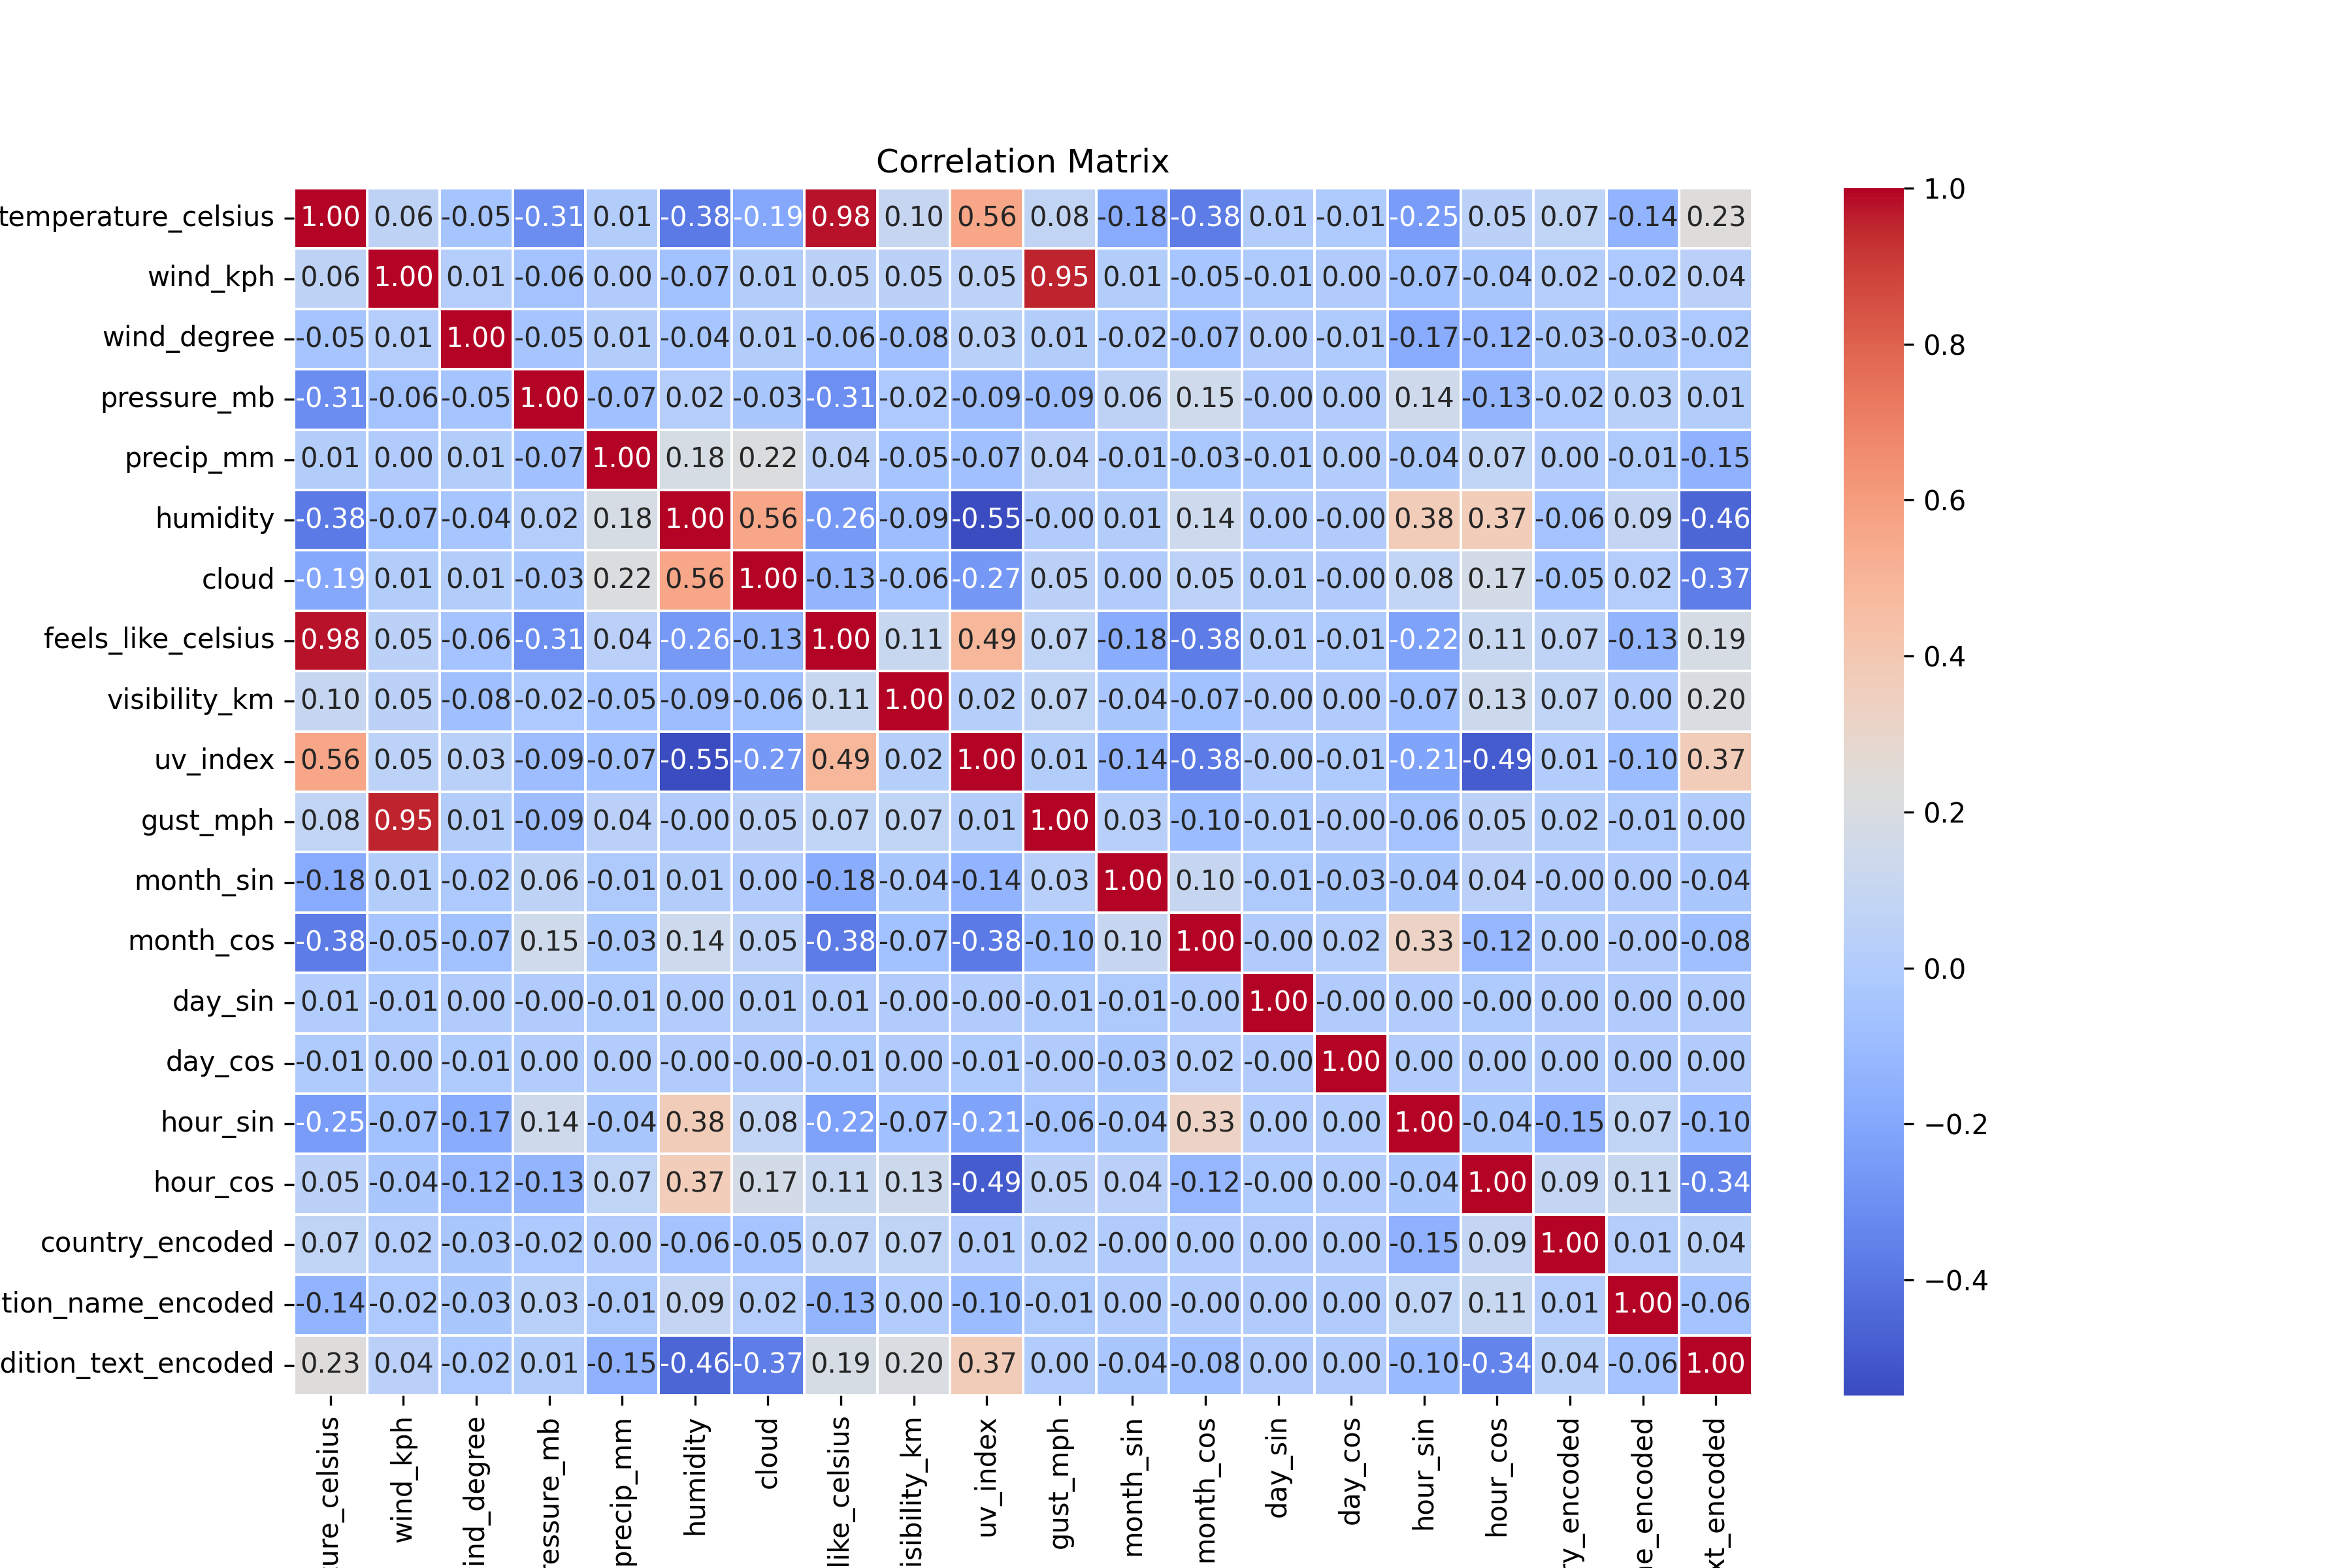 Correlation Matrix
temperature_celsius 1.00 0.06 -0.05 -0.31 0.01 -0.38 -0.19 0.98 0.10 0.56 0.08 -0.18 -0.38 0.01 -0.01 -0.25 0.05 0.07 -0.14 0.23
wind_kph 0.06 1.00 0.01 -0.06 0.00 -0.07 0.01 0.05 0.05 0.05 0.95 0.01 -0.05 -0.01 0.00 -0.07 -0.04 0.02 -0.02 0.04
wind_degree -0.05 0.01 1.00 -0.05 0.01 -0.04 0.01 -0.06 -0.08 0.03 0.01 -0.02 -0.07 0.00 -0.01 -0.17 -0.12 -0.03 -0.03 -0.02
pressure_mb -0.31 -0.06 -0.05 1.00 -0.07 0.02 -0.03 -0.31 -0.02 -0.09 -0.09 0.06 0.15 -0.00 0.00 0.14 -0.13 -0.02 0.03 0.01
precip_mm 0.01 0.00 0.01 -0.07 1.00 0.18 0.22 0.04 -0.05 -0.07 0.04 -0.01 -0.03 -0.01 0.00 -0.04 0.07 0.00 -0.01 -0.15
humidity -0.38 -0.07 -0.04 0.02 0.18 1.00 0.56 -0.26 -0.09 -0.55 -0.00 0.01 0.14 0.00 -0.00 0.38 0.37 -0.06 0.09 -0.46
cloud -0.19 0.01 0.01 -0.03 0.22 0.56 1.00 -0.13 -0.06 -0.27 0.05 0.00 0.05 0.01 -0.00 0.08 0.17 -0.05 0.02 -0.37
feels_like_celsius 0.98 0.05 -0.06 -0.31 0.04 -0.26 -0.13 1.00 0.11 0.49 0.07 -0.18 -0.38 0.01 -0.01 -0.22 0.11 0.07 -0.13 0.19
visibility_km 0.10 0.05 -0.08 -0.02 -0.05 -0.09 -0.06 0.11 1.00 0.02 0.07 -0.04 -0.07 -0.00 0.00 -0.07 0.13 0.07 0.00 0.20
uv_index 0.56 0.05 0.03 -0.09 -0.07 -0.55 -0.27 0.49 0.02 1.00 0.01 -0.14 -0.38 -0.00 -0.01 -0.21 -0.49 0.01 -0.10 0.37
gust_mph 0.08 0.95 0.01 -0.09 0.04 -0.00 0.05 0.07 0.07 0.01 1.00 0.03 -0.10 -0.01 -0.00 -0.06 0.05 0.02 -0.01 0.00
month_sin -0.18 0.01 -0.02 0.06 -0.01 0.01 0.00 -0.18 -0.04 -0.14 0.03 1.00 0.10 -0.01 -0.03 -0.04 0.04 -0.00 0.00 -0.04
month_cos -0.38 -0.05 -0.07 0.15 -0.03 0.14 0.05 -0.38 -0.07 -0.38 -0.10 0.10 1.00 -0.00 0.02 0.33 -0.12 0.00 -0.00 -0.08
day_sin 0.01 -0.01 0.00 -0.00 -0.01 0.00 0.01 0.01 -0.00 -0.00 -0.01 -0.01 -0.00 1.00 -0.00 0.00 -0.00 0.00 0.00 0.00
day_cos -0.01 0.00 -0.01 0.00 0.00 -0.00 -0.00 -0.01 0.00 -0.01 -0.00 -0.03 0.02 -0.00 1.00 0.00 0.00 0.00 0.00 0.00
hour_sin -0.25 -0.07 -0.17 0.14 -0.04 0.38 0.08 -0.22 -0.07 -0.21 -0.06 -0.04 0.33 0.00 0.00 1.00 -0.04 -0.15 0.07 -0.10
hour_cos 0.05 -0.04 -0.12 -0.13 0.07 0.37 0.17 0.11 0.13 -0.49 0.05 0.04 -0.12 -0.00 0.00 -0.04 1.00 0.09 0.11 -0.34
country_encoded 0.07 0.02 -0.03 -0.02 0.00 -0.06 -0.05 0.07 0.07 0.01 0.02 -0.00 0.00 0.00 0.00 -0.15 0.09 1.00 0.01 0.04
tion_name_encoded -0.14 -0.02 -0.03 0.03 -0.01 0.09 0.02 -0.13 0.00 -0.10 -0.01 0.00 -0.00 0.00 0.00 0.07 0.11 0.01 1.00 -0.06
dition_text_encoded 0.23 0.04 -0.02 0.01 -0.15 -0.46 -0.37 0.19 0.20 0.37 0.00 -0.04 -0.08 0.00 0.00 -0.10 -0.34 0.04 -0.06 1.00
ure_celsius
wind_kph
ind_degree
ressure_mb
precip_mm
humidity
cloud
like_celsius
isibility_km
uv_index
gust_mph
month_sin
month_cos
day_sin
day_cos
hour_sin
hour_cos
ry_encoded
ne_encoded
xt_encoded
1.0
0.8
0.6
0.4
0.2
0.0
−0.2
−0.4